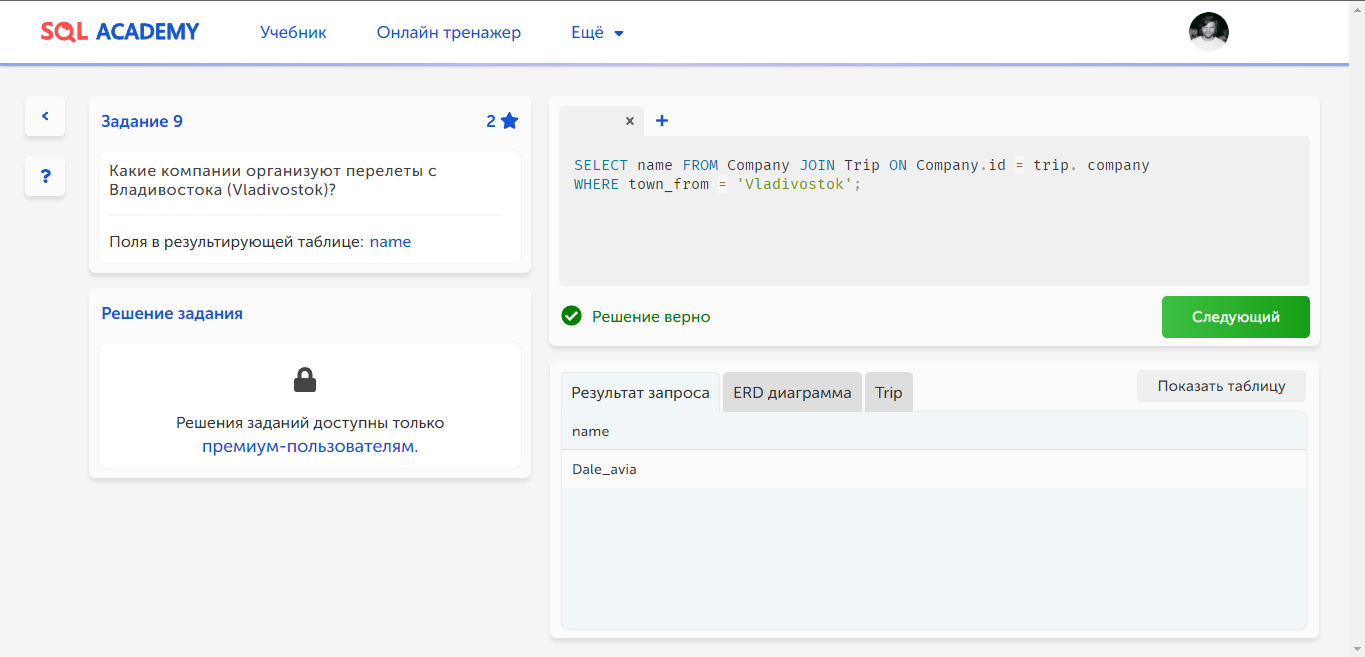 SQL ACADEMY
Учебник
Онлайн тренажер
Ещё
Задание 9
2
Какие компании организуют перелеты с
Владивостока (Vladivostok)?
Поля в результирующей таблице: name
Решение задания
Решения заданий доступны только
премиум-пользователям.
SELECT name FROM Company JOIN Trip ON Company.id = trip. company
WHERE town_from = 'Vladivostok';
Решение верно
Следующий
Результат запроса
ERD диаграмма
Trip
Показать таблицу
name
Dale_avia